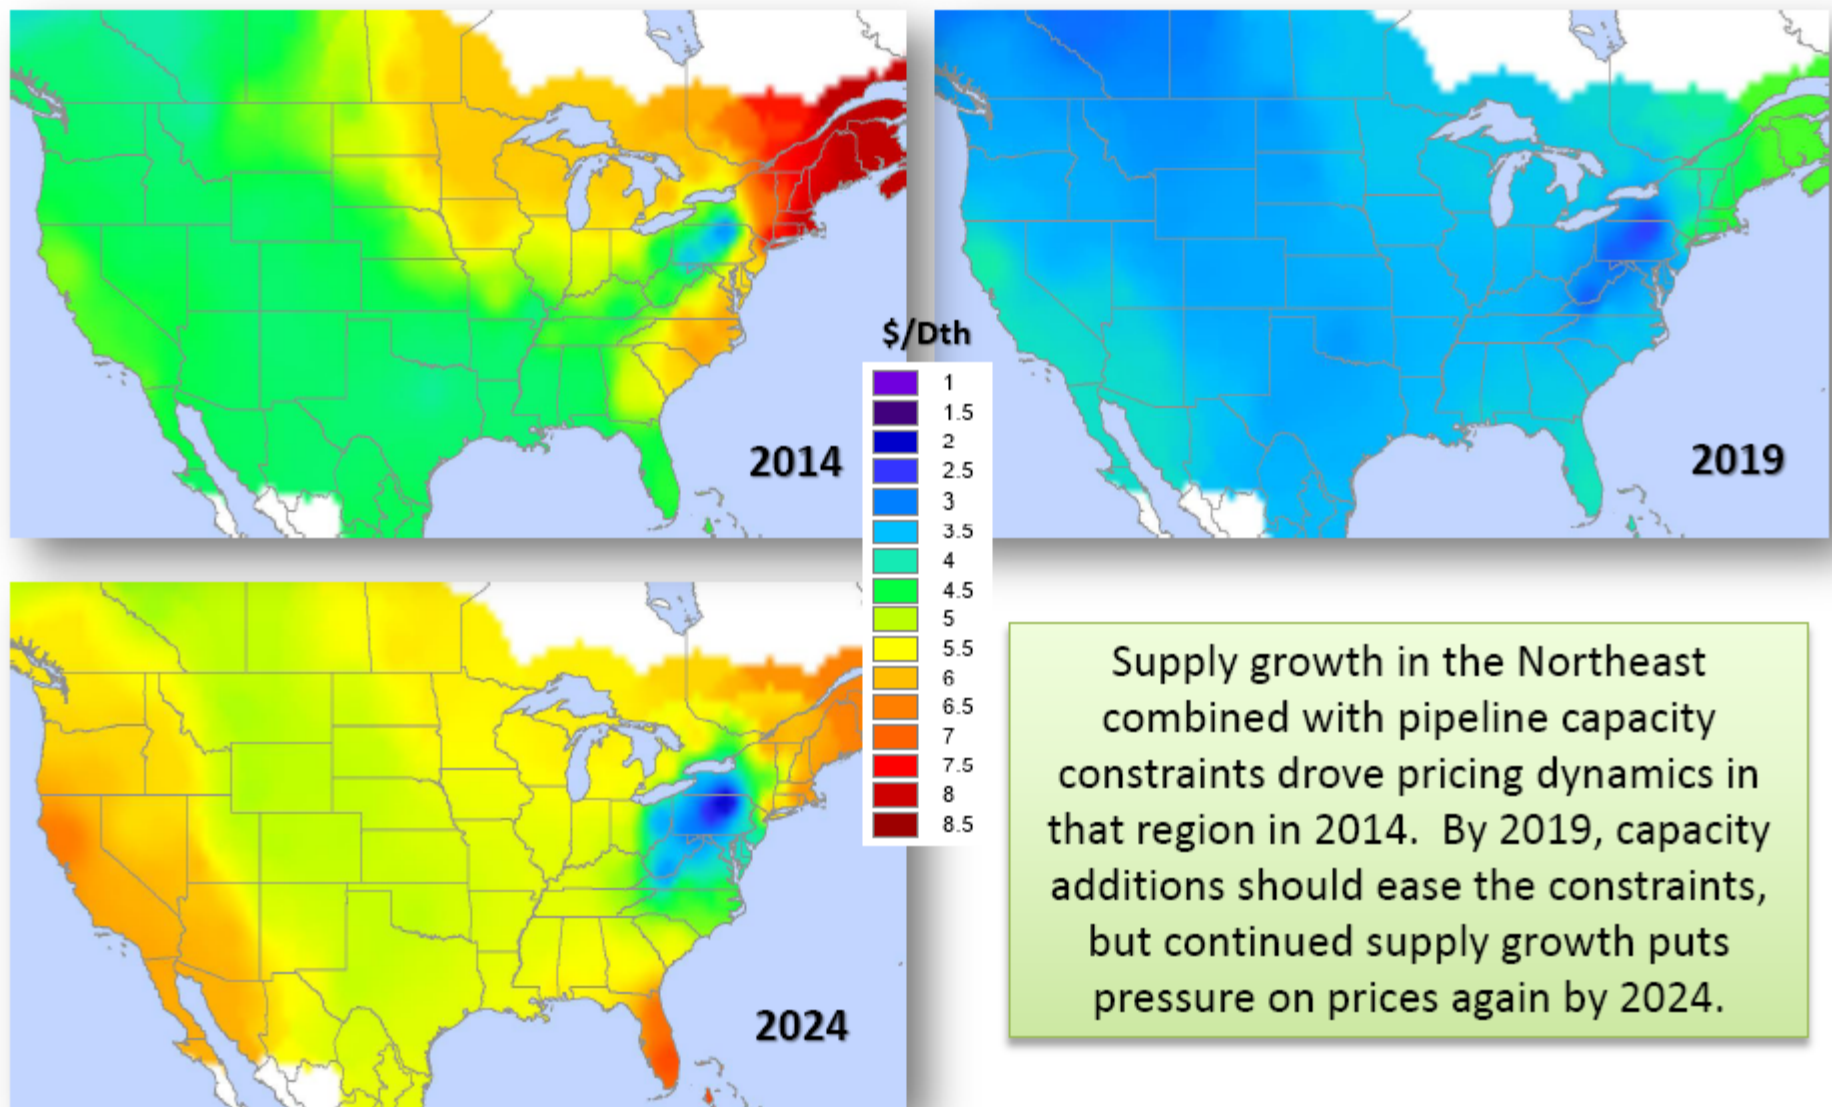 2014
2019
$/Dth
1
1.5
2
2.5
3
3.5
4
4.5
5
5.5
6
6.5
7
7.5
8
8.5
2024
Supply growth in the Northeast
combined with pipeline capacity
constraints drove pricing dynamics in
that region in 2014.  By 2019, capacity
additions should ease the constraints,
but continued supply growth puts
pressure on prices again by 2024.